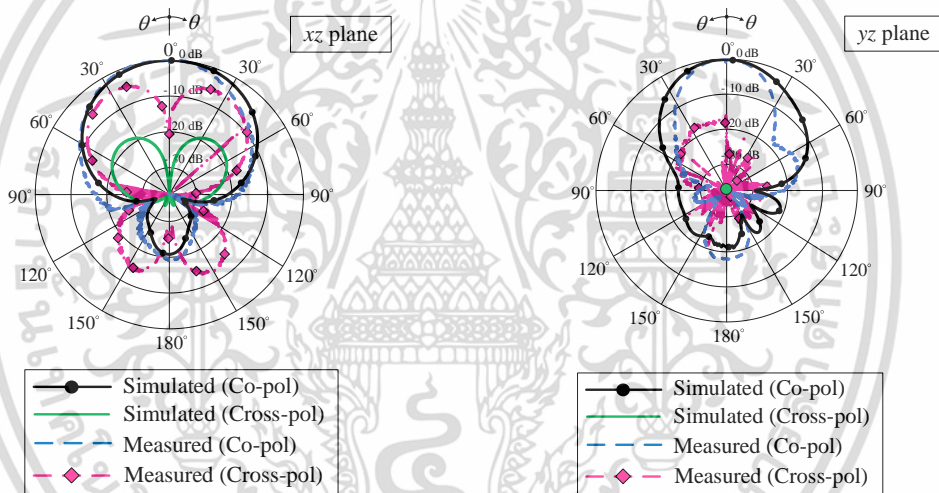 θ θ
xz plane
0°
0 dB
30° 30°
-10 dB
60° 60°
-20 dB
90° 90°
120° 120°
150° 150°
180°
Simulated (Co-pol)
Simulated (Cross-pol)
Measured (Co-pol)
Measured (Cross-pol)
θ θ
yz plane
0°
0 dB
30° 30°
-10 dB
60° 60°
-20 dB
90° 90°
120° 120°
150° 150°
180°
Simulated (Co-pol)
Simulated (Cross-pol)
Measured (Co-pol)
Measured (Cross-pol)